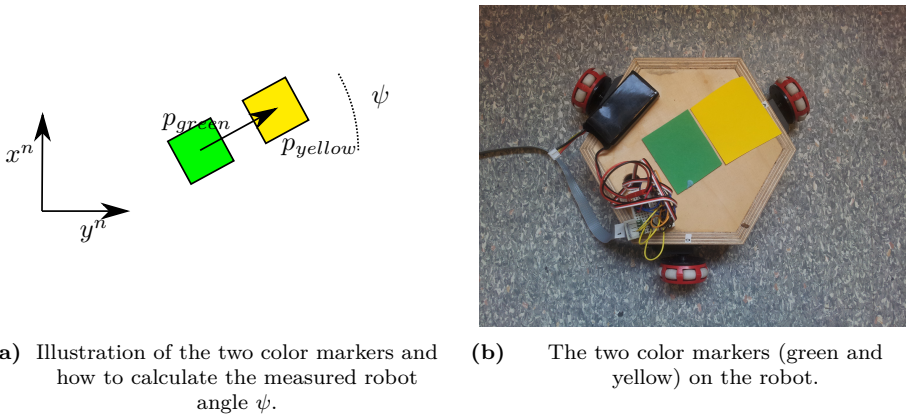 p_green
ψ
p_yellow
x^n
y^n
a) Illustration of the two color markers and
how to calculate the measured robot
angle ψ.
(b) The two color markers (green and
yellow) on the robot.